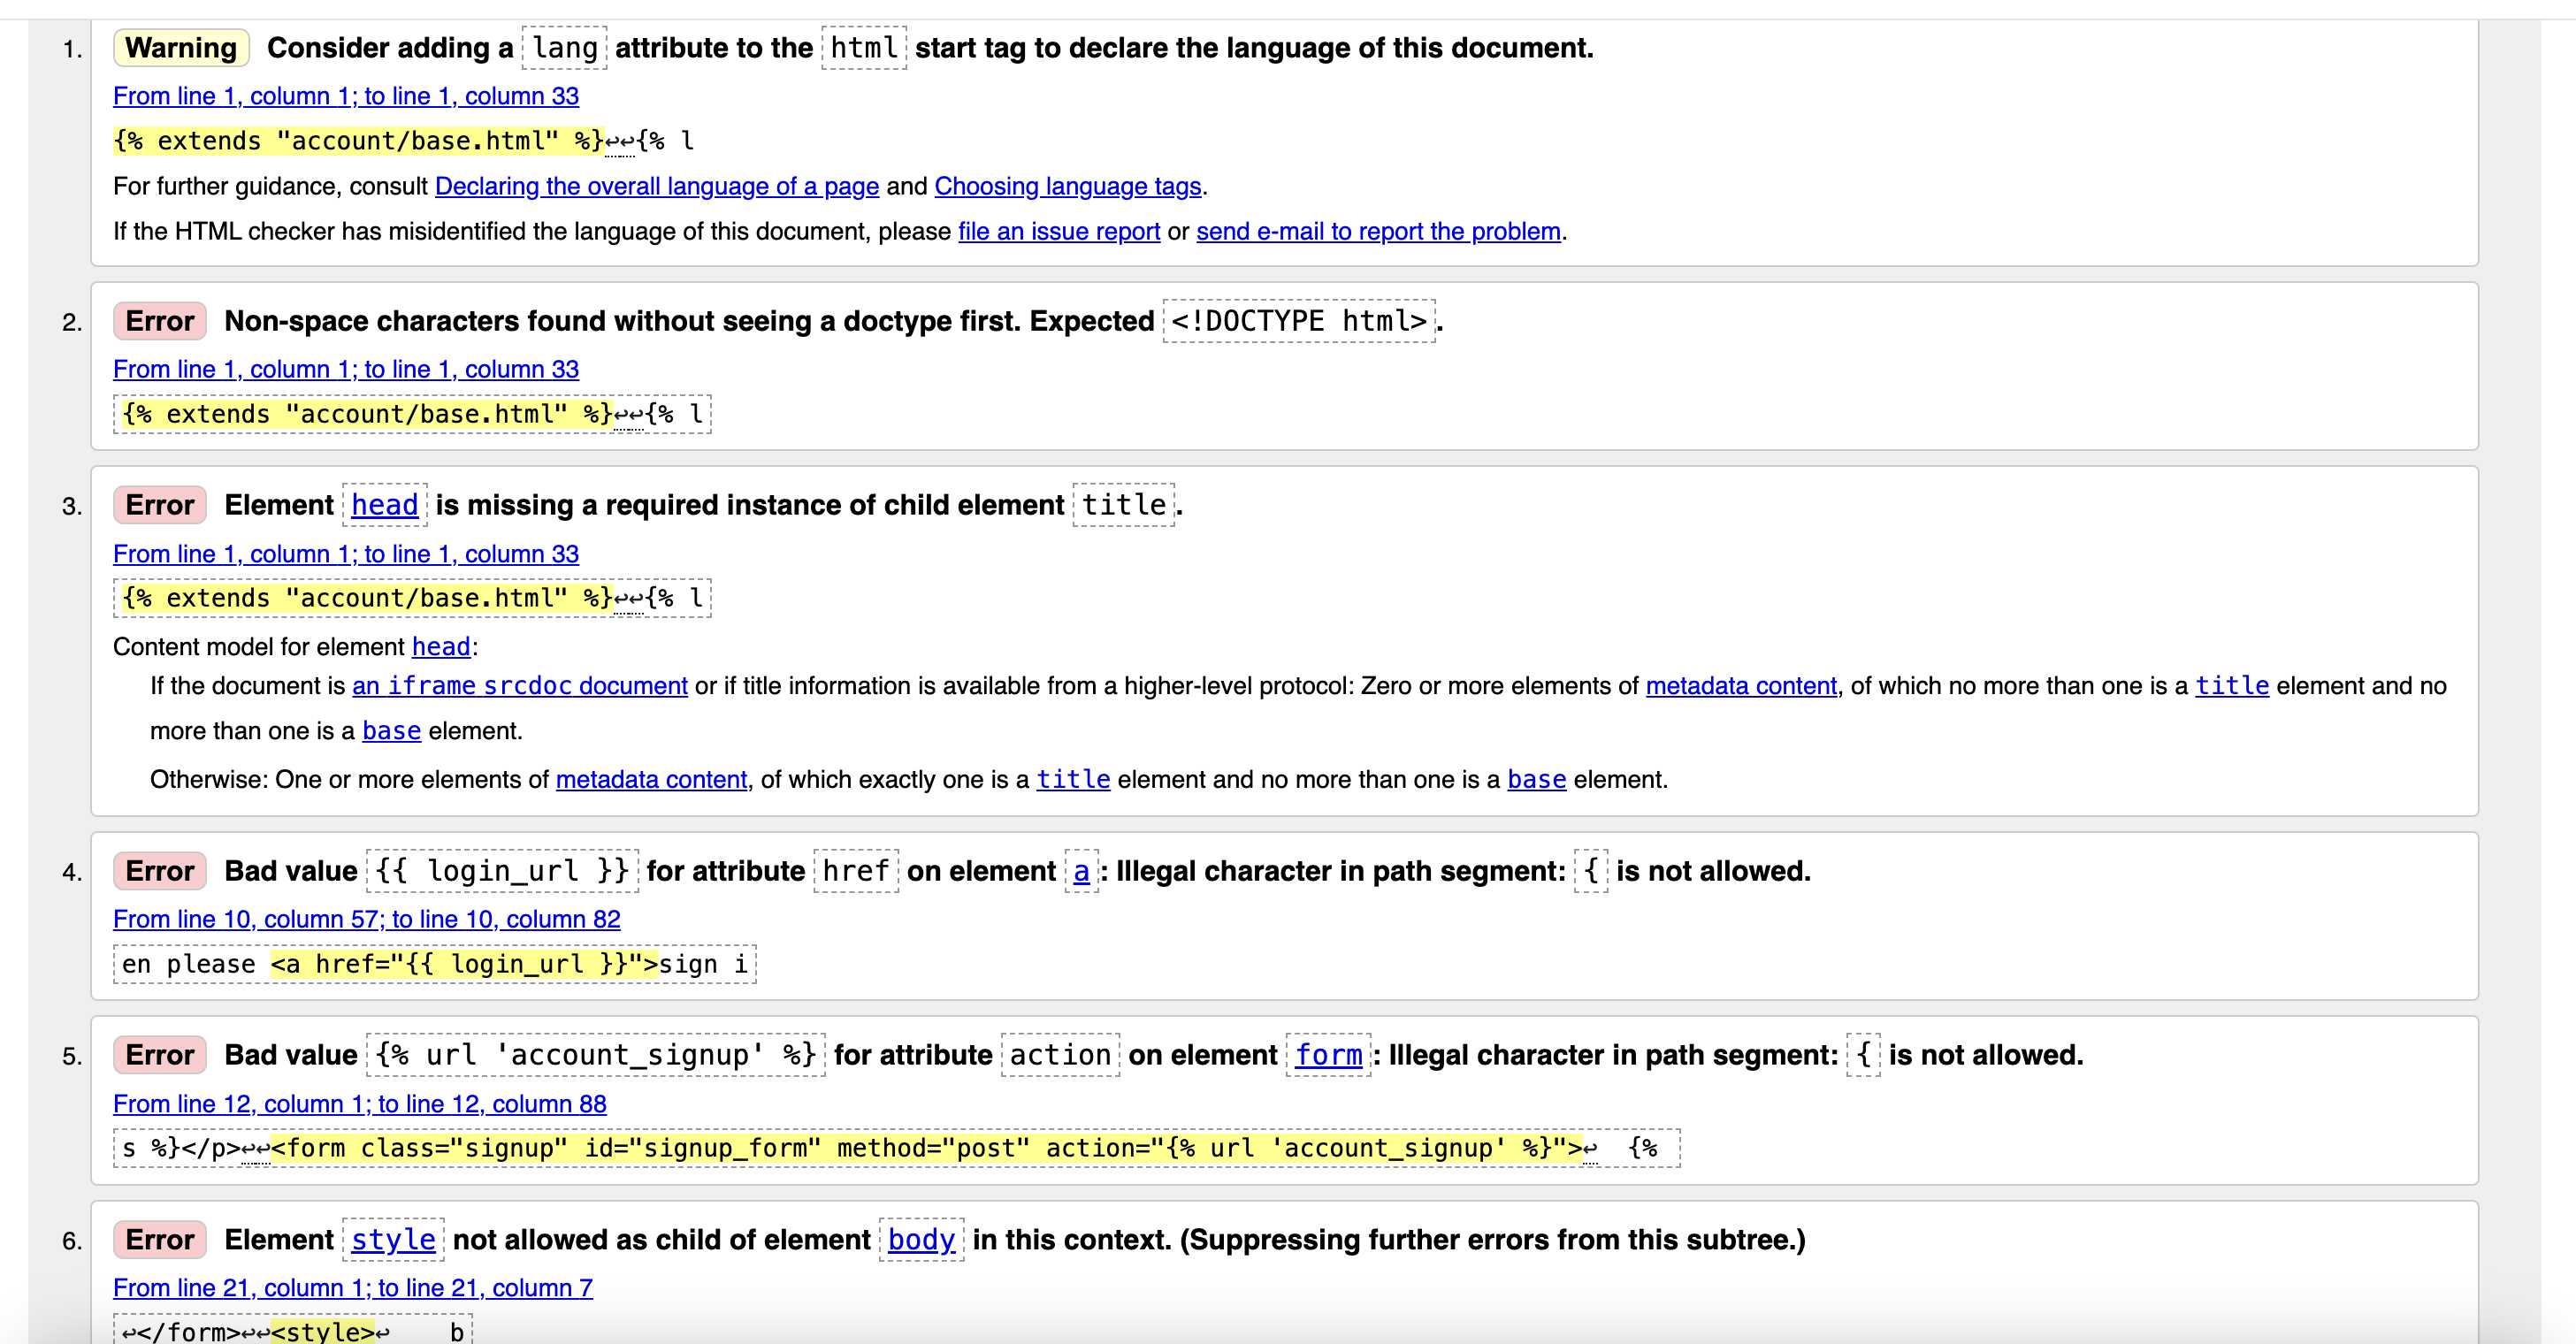 1. Warning Consider adding a lang attribute to the html start tag to declare the language of this document.
From line 1, column 1; to line 1, column 33
{% extends "account/base.html" %}↩↩{% l
For further guidance, consult Declaring the overall language of a page and Choosing language tags.
If the HTML checker has misidentified the language of this document, please file an issue report or send e-mail to report the problem.
2. Error Non-space characters found without seeing a doctype first. Expected <!DOCTYPE html>.
From line 1, column 1; to line 1, column 33
{% extends "account/base.html" %}↩↩{% l
3. Error Element head is missing a required instance of child element title.
From line 1, column 1; to line 1, column 33
{% extends "account/base.html" %}↩↩{% l
Content model for element head:
If the document is an iframe srcdoc document or if title information is available from a higher-level protocol: Zero or more elements of metadata content, of which no more than one is a title element and no
more than one is a base element.
Otherwise: One or more elements of metadata content, of which exactly one is a title element and no more than one is a base element.
4. Error Bad value {{ login_url }} for attribute href on element a: Illegal character in path segment: { is not allowed.
From line 10, column 57; to line 10, column 82
en please <a href="{{ login_url }}">sign i
5. Error Bad value {% url 'account_signup' %} for attribute action on element form: Illegal character in path segment: { is not allowed.
From line 12, column 1; to line 12, column 88
s %}</p>↩↩<form class="signup" id="signup_form" method="post" action="{% url 'account_signup' %}">↩  {%
6. Error Element style not allowed as child of element body in this context. (Suppressing further errors from this subtree.)
From line 21, column 1; to line 21, column 7
↩</form>↩↩<style>↩    b